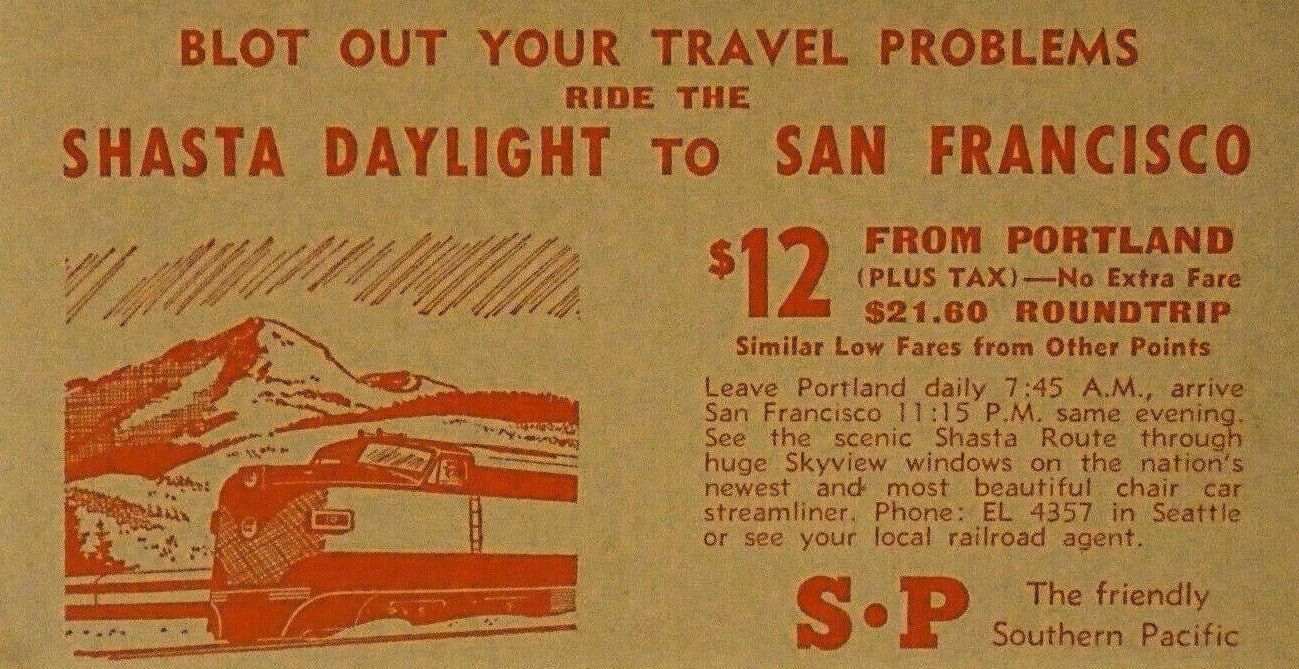 BLOT OUT YOUR TRAVEL PROBLEMS
RIDE THE
SHASTA DAYLIGHT TO SAN FRANCISCO
$12 FROM PORTLAND
(PLUS TAX)—No Extra Fare
$21.60 ROUNDTRIP
Similar Low Fares from Other Points
Leave Portland daily 7:45 A.M., arrive
San Francisco 11:15 P.M. same evening.
See the scenic Shasta Route through
huge Skyview windows on the nation's
newest and most beautiful chair car
streamliner. Phone: EL 4357 in Seattle
or see your local railroad agent.
S·P The friendly
Southern Pacific